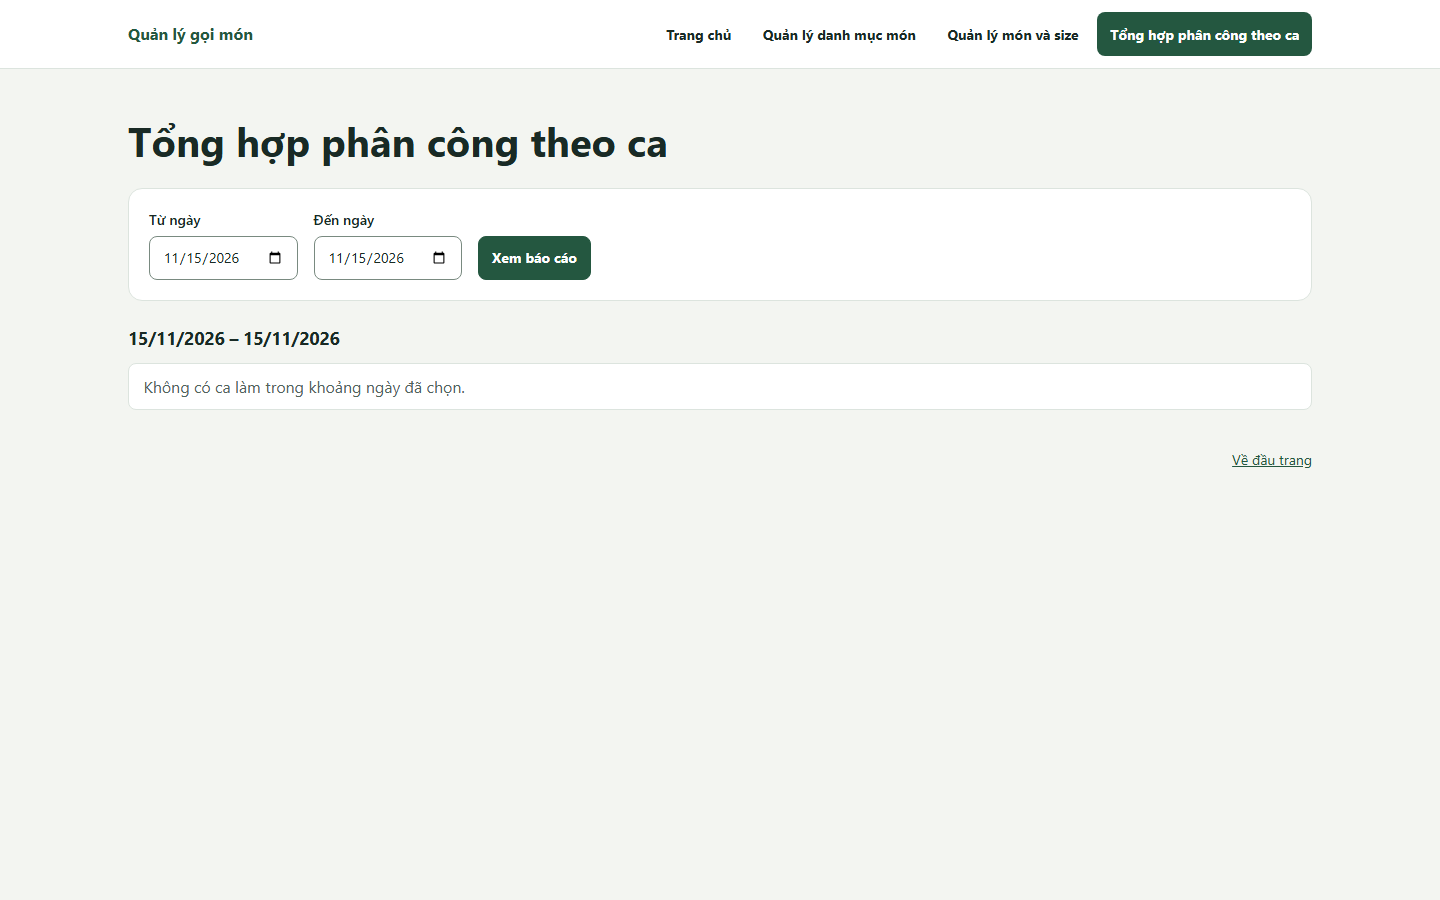 Quản lý gọi món
Trang chủ
Quản lý danh mục món
Quản lý món và size
Tổng hợp phân công theo ca
Tổng hợp phân công theo ca
Từ ngày
Đến ngày
11/15/2026
11/15/2026
Xem báo cáo
15/11/2026 – 15/11/2026
Không có ca làm trong khoảng ngày đã chọn.
Về đầu trang